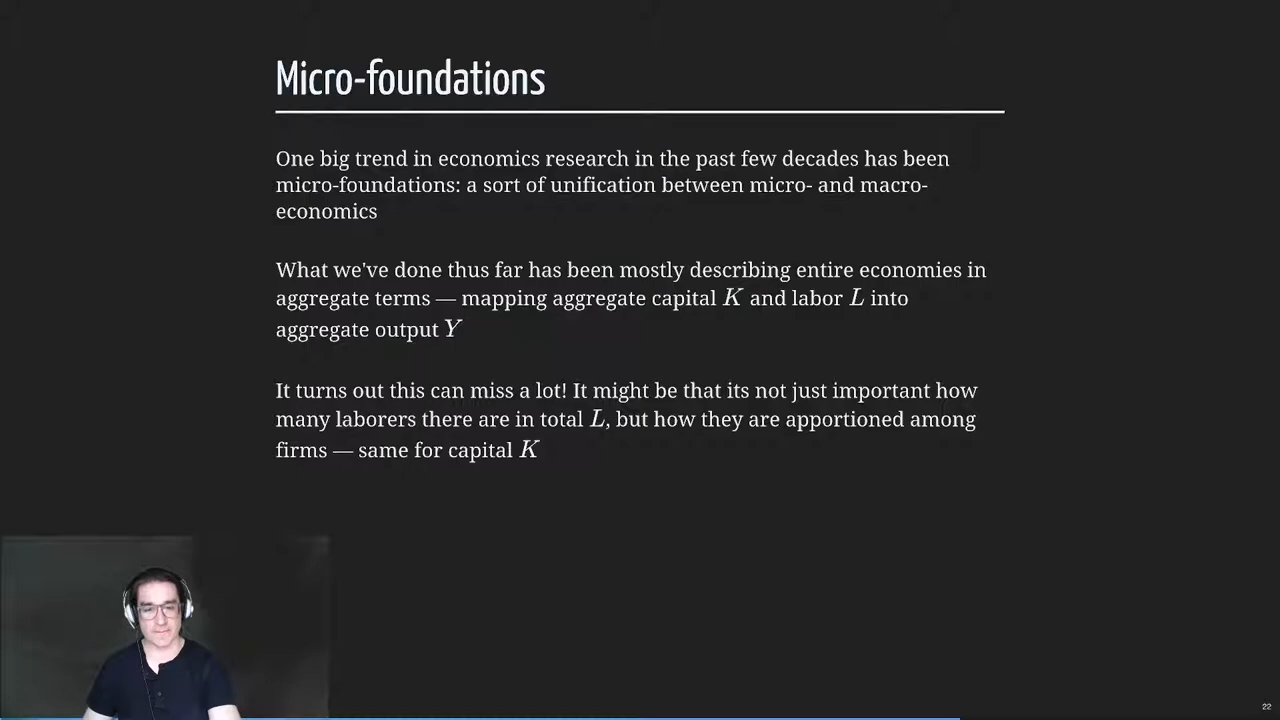 Micro-foundations
One big trend in economics research in the past few decades has been
micro-foundations: a sort of unification between micro- and macro-
economics
What we've done thus far has been mostly describing entire economies in
aggregate terms — mapping aggregate capital K and labor L into
aggregate output Y
It turns out this can miss a lot! It might be that its not just important how
many laborers there are in total L, but how they are apportioned among
firms — same for capital K
22